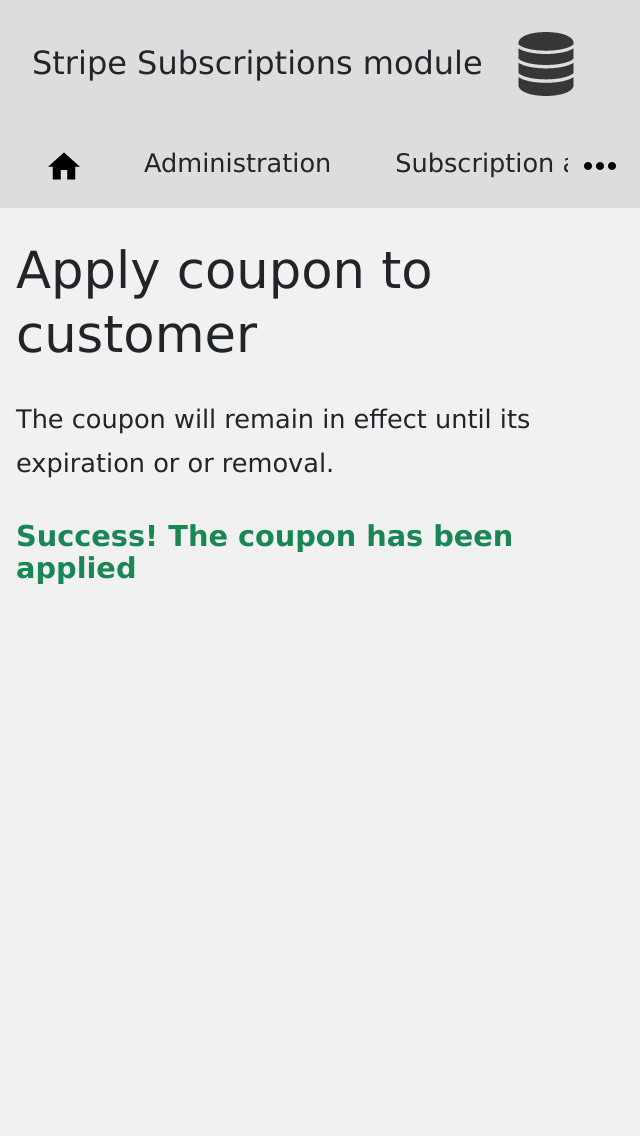 Stripe Subscriptions module
Administration
Subscription
Apply coupon to
customer
The coupon will remain in effect until its
expiration or or removal.
Success! The coupon has been
applied